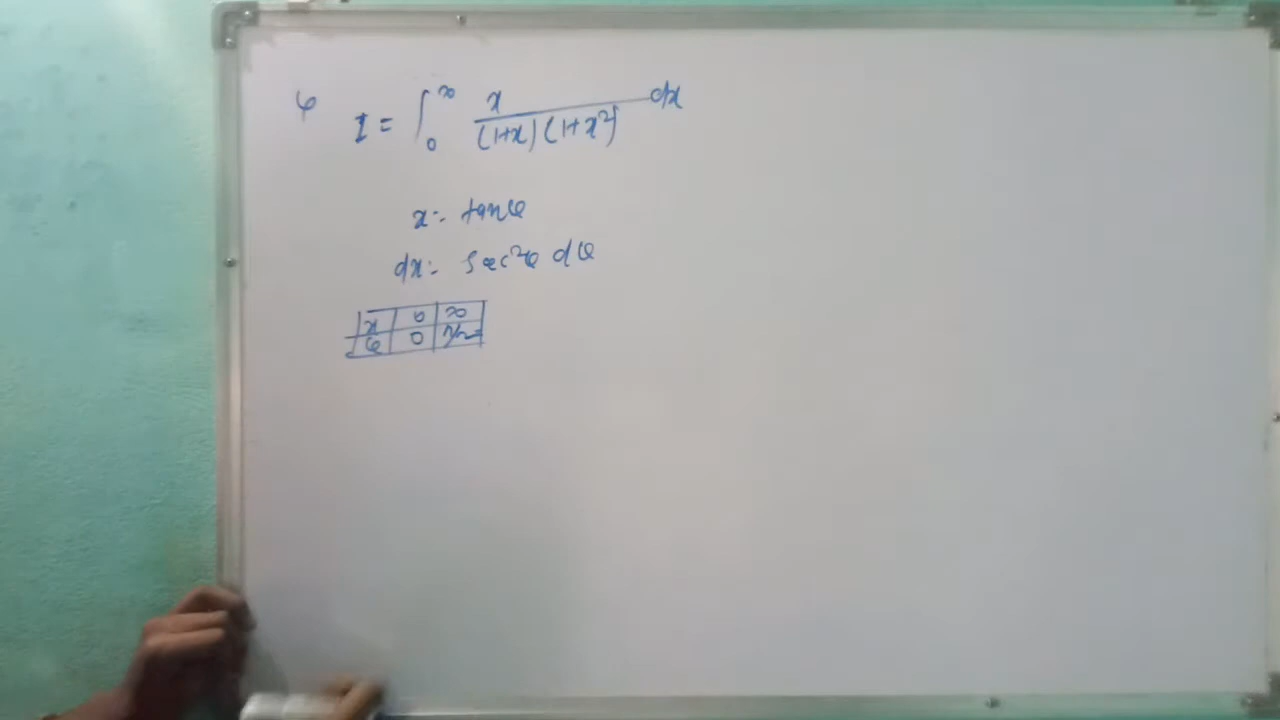 φ I = ∫₀^∞ x/((1+x)(1+x²)) dx
x = tanθ
dx = sec²θ dθ
x 0 ∞
θ 0 π/2